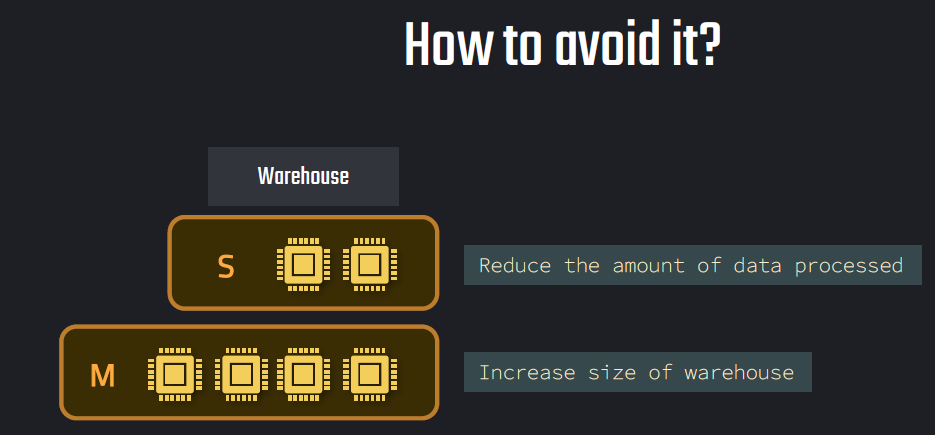 How to avoid it?
Warehouse
S
Reduce the amount of data processed
M
Increase size of warehouse